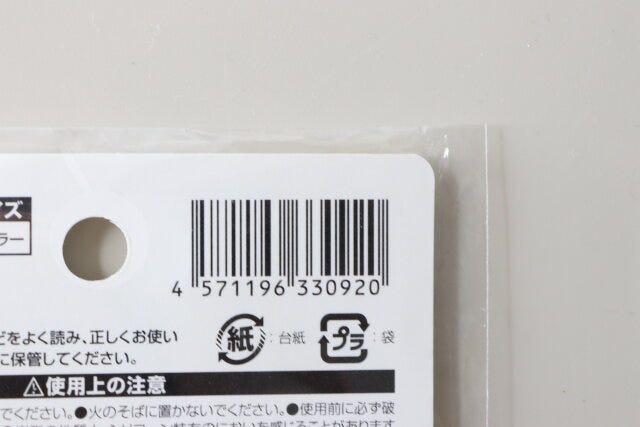 イズ
ラー
4 571196 330920
紙 : 台紙 プラ : 袋
をよく読み、正しくお使い
に保管してください。
⚠使用上の注意
でください。●火のそばに置かないでください。●使用前に必ず破